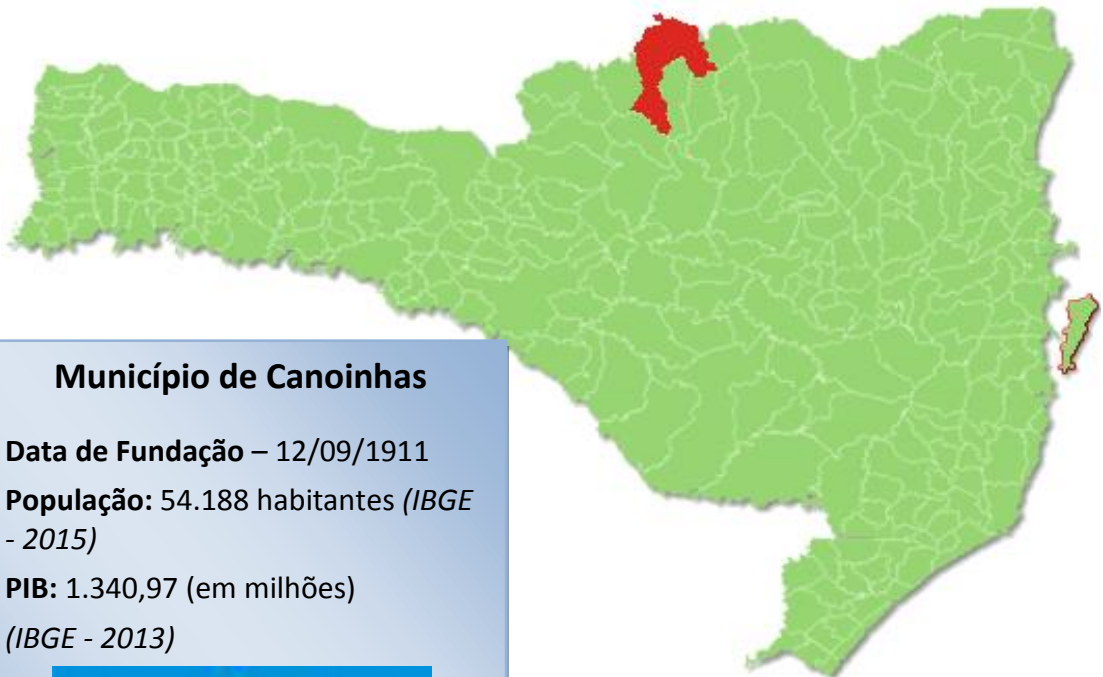 Município de Canoinhas
Data de Fundação – 12/09/1911
População: 54.188 habitantes (IBGE
- 2015)
PIB: 1.340,97 (em milhões)
(IBGE - 2013)